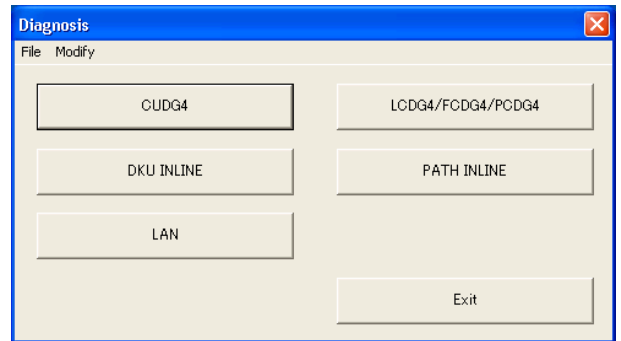 Diagnosis
File Modify
CUDG4 LCDG4/FCDG4/PCDG4
DKU INLINE PATH INLINE
LAN
Exit